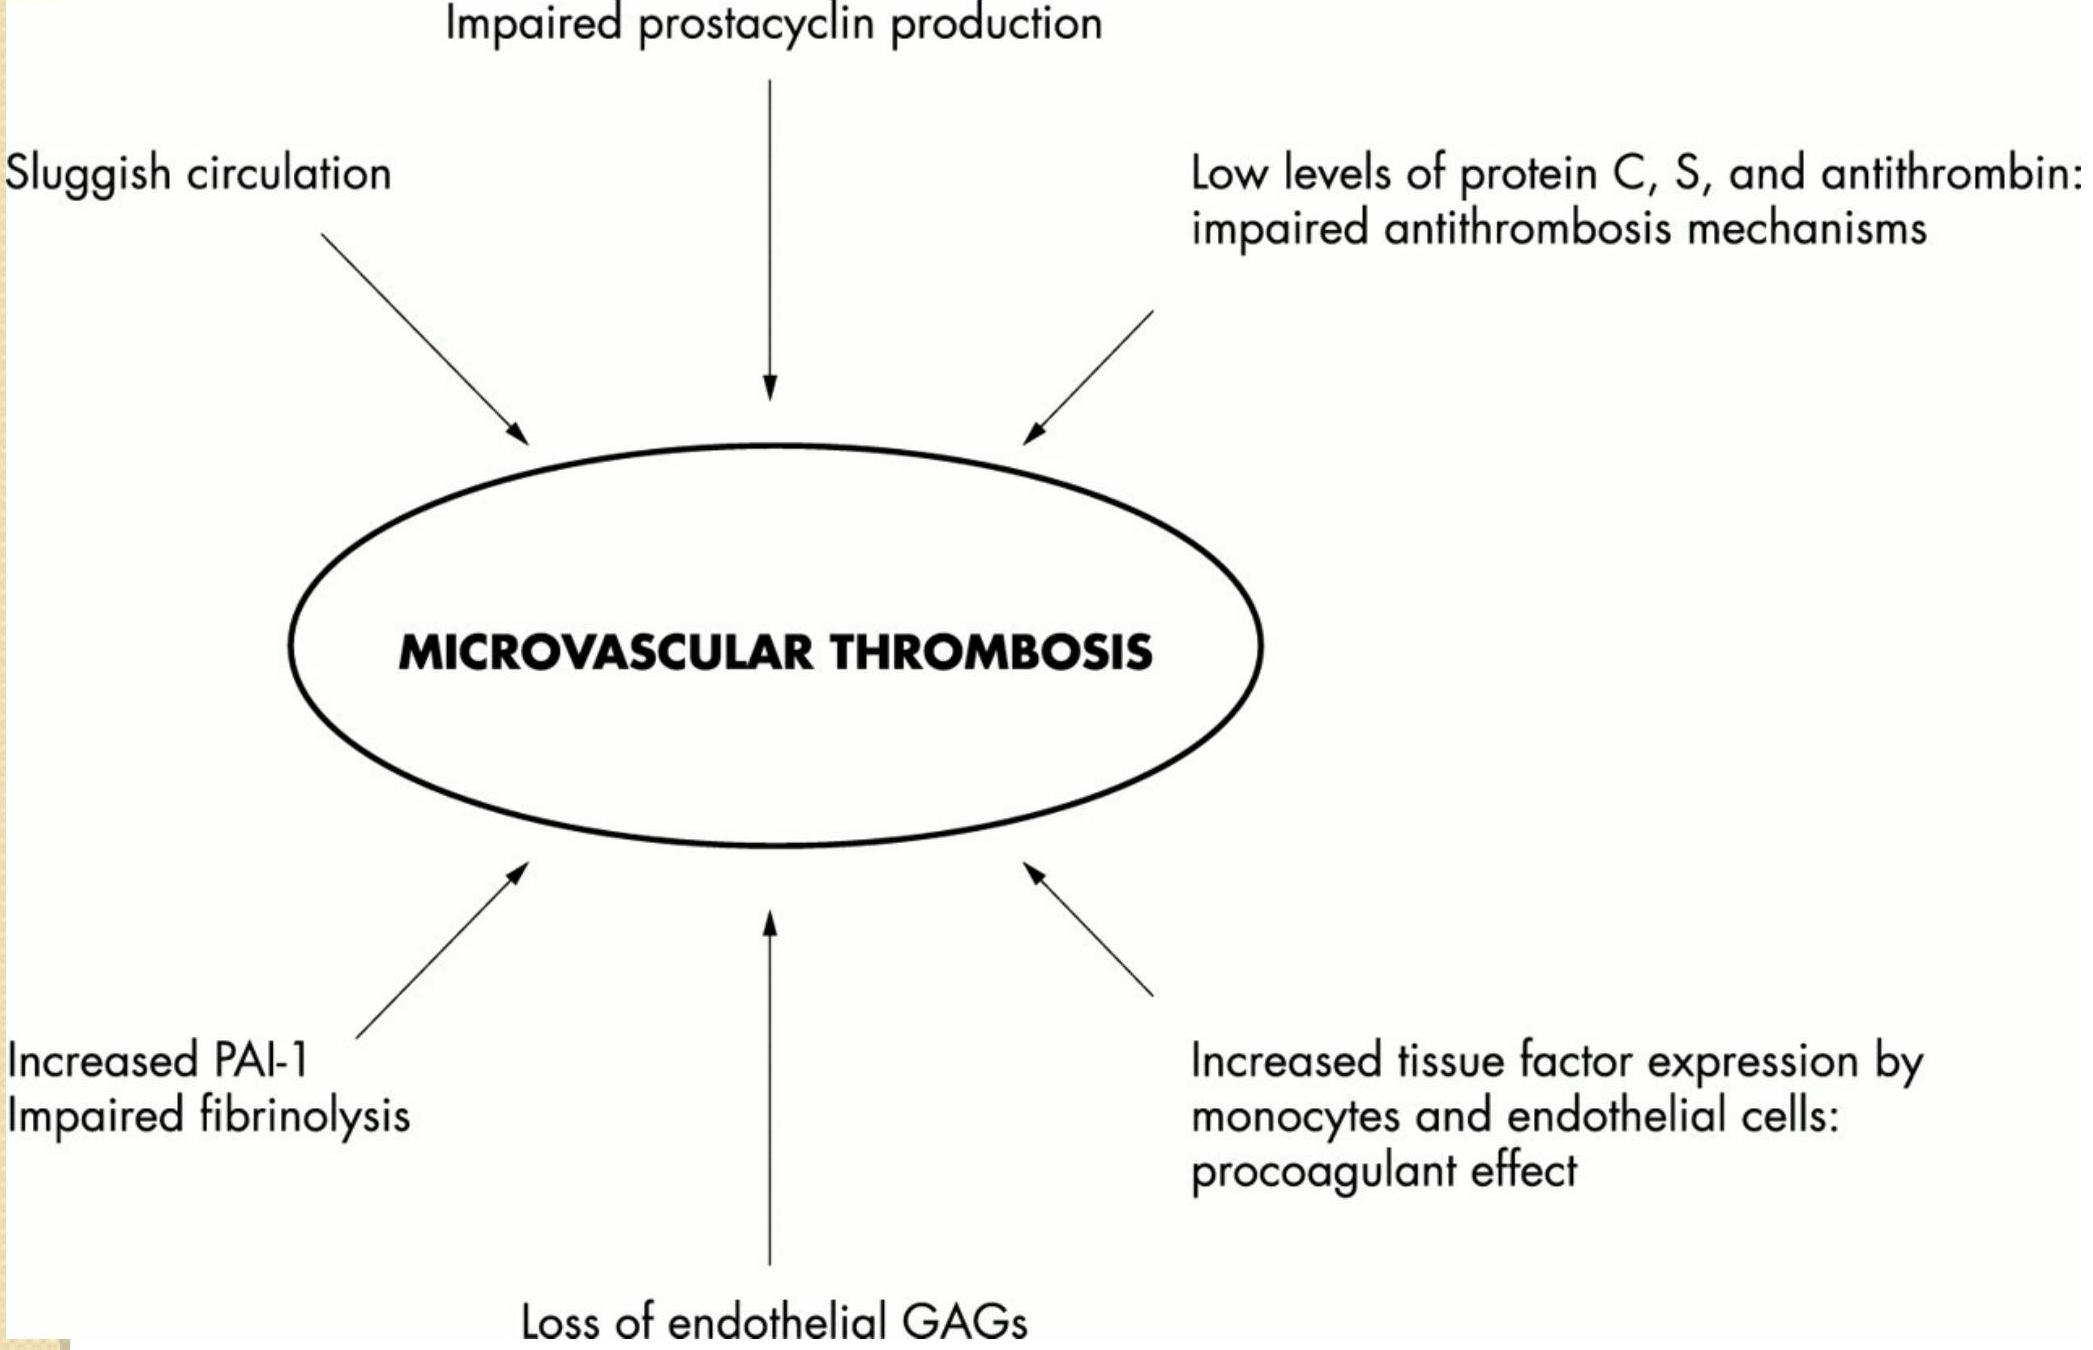 Impaired prostacyclin production
Sluggish circulation
Low levels of protein C, S, and antithrombin:
impaired antithrombosis mechanisms
MICROVASCULAR THROMBOSIS
Increased PAI-1
Impaired fibrinolysis
Increased tissue factor expression by
monocytes and endothelial cells:
procoagulant effect
Loss of endothelial GAGs